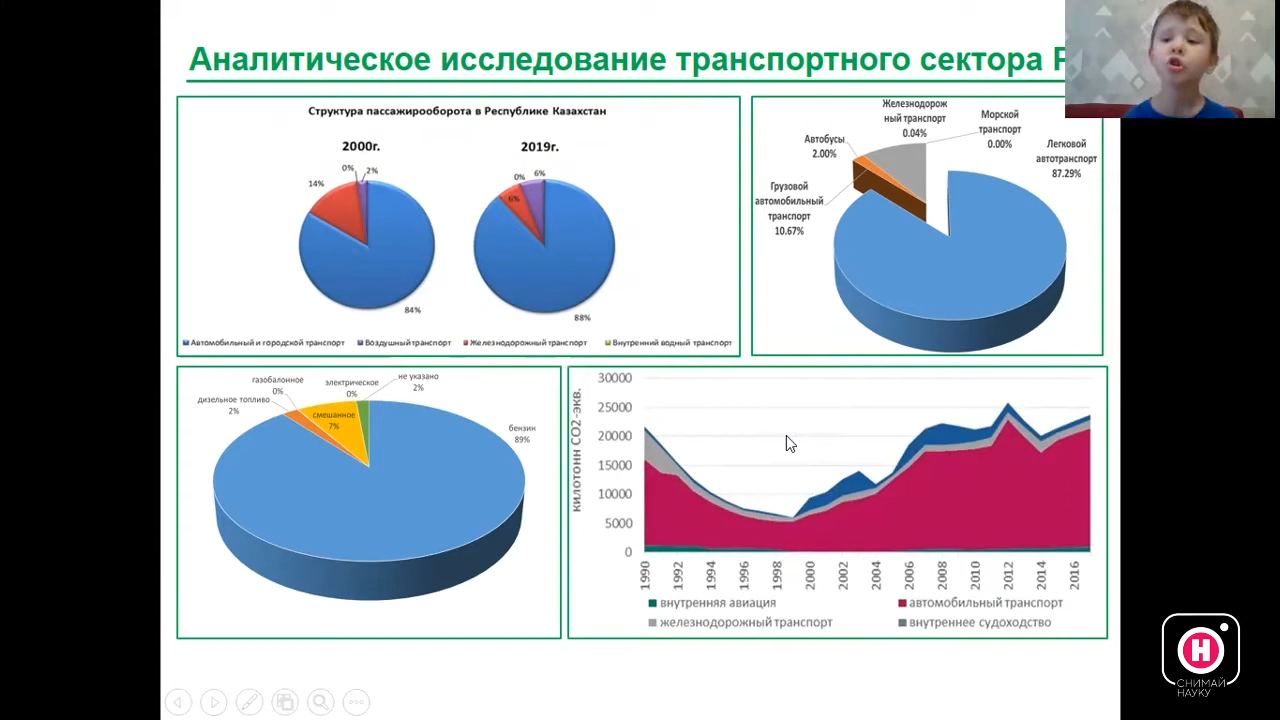 Аналитическое исследование транспортного сектора
Структура пассажирооборота в Республике Казахстан
2000г.
2019г.
0%
2%
14%
84%
0%
6%
6%
88%
Автомобильный и городской транспорт
Воздушный транспорт
Железнодорожный транспорт
Внутренний водный транспорт
Железнодорож
ный транспорт
0.04%
Морской
транспорт
0.00%
Автобусы
2.00%
Легковой
автотранспорт
87.29%
Грузовой
автомобильный
транспорт
10.67%
газобалонное
0%
электрическое
0%
не указано
2%
дизельное топливо
2%
смешанное
7%
бензин
89%
килотонн CO2-экв.
30000
25000
20000
15000
10000
5000
0
1990
1992
1994
1996
1998
2000
2002
2004
2006
2008
2010
2012
2014
2016
внутренняя авиация
автомобильный транспорт
железнодорожный транспорт
внутреннее судоходство
Н
СНИМАЙ
НАУКУ